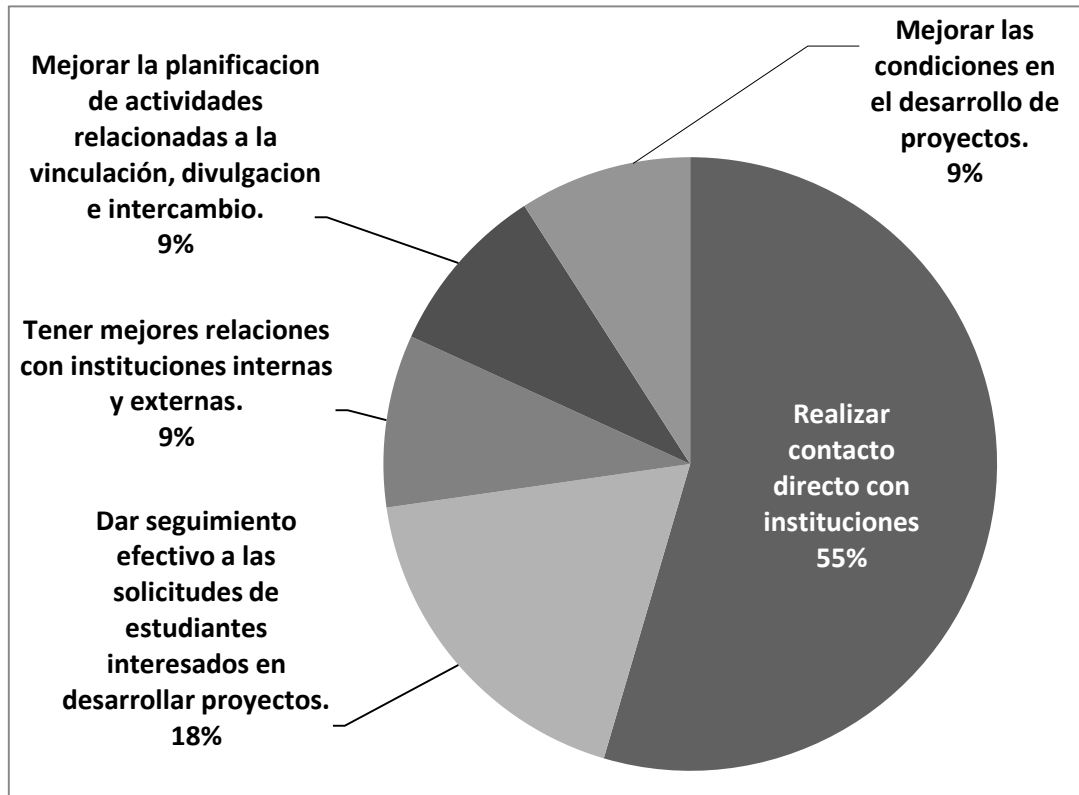 Mejorar las
condiciones en
el desarrollo de
proyectos.
9%
Mejorar la planificacion
de actividades
relacionadas a la
vinculación, divulgacion
e intercambio.
9%
Tener mejores relaciones
con instituciones internas
y externas.
9%
Realizar
contacto
directo con
instituciones
55%
Dar seguimiento
efectivo a las
solicitudes de
estudiantes
interesados en
desarrollar proyectos.
18%